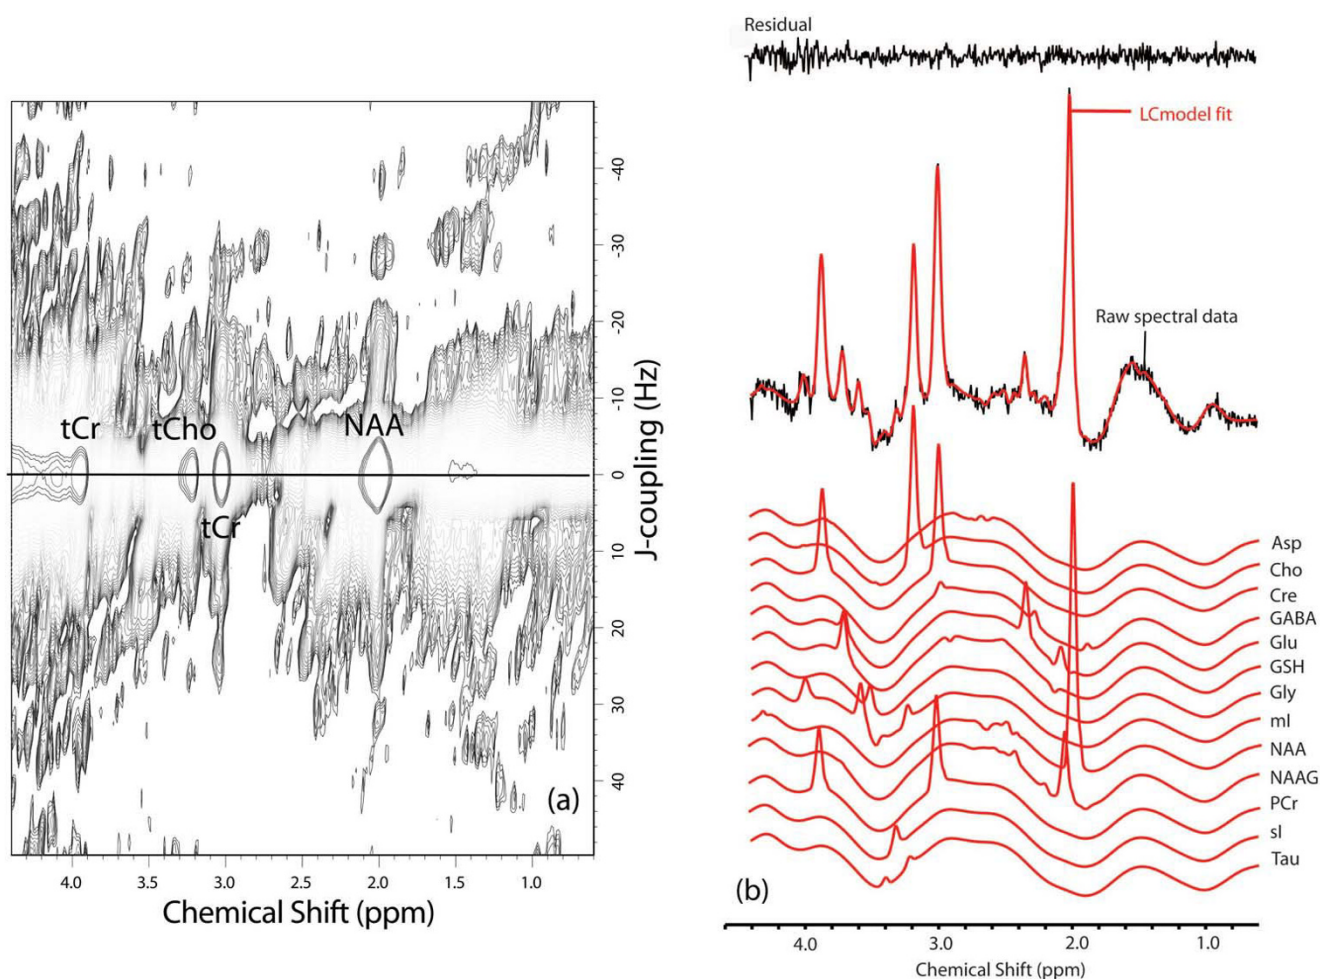 Residual
LCmodel fit
Raw spectral data
tCr
tCho
NAA
tCr
-40
-30
-20
-10
0
10
20
30
40
J-coupling (Hz)
(a)
4.0 3.5 3.0 2.5 2.0 1.5 1.0
Chemical Shift (ppm)
Asp
Cho
Cre
GABA
Glu
GSH
Gly
mI
NAA
NAAG
PCr
sI
Tau
(b)
4.0 3.0 2.0 1.0
Chemical Shift (ppm)